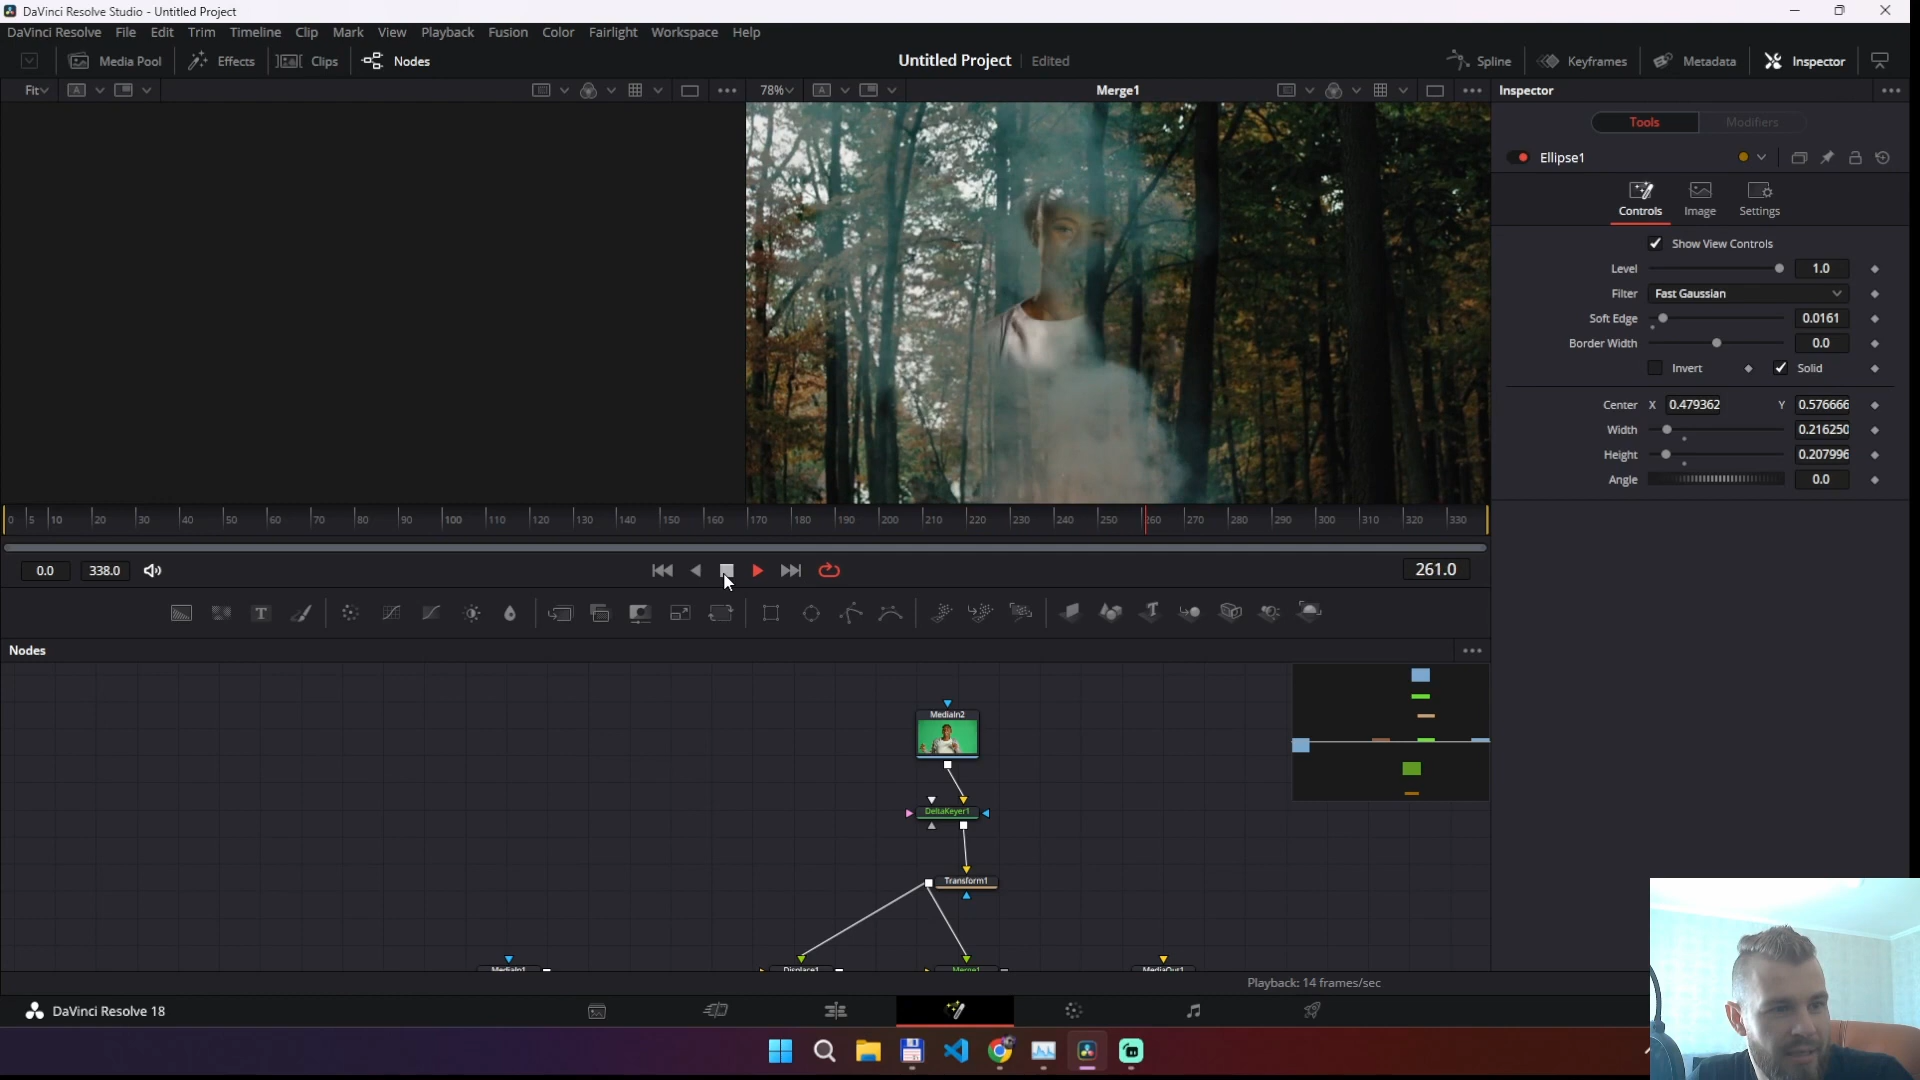 DaVinci Resolve Studio - Untitled Project
DaVinci Resolve File Edit Trim Timeline Clip Mark View Playback Fusion Color Fairlight Workspace Help
Media Pool Effects Clips Nodes Untitled Project Edited Spline Keyframes Metadata Inspector
Fit A 78% A Merge1 Inspector
Tools Modifiers
Ellipse1
Controls Image Settings
Show View Controls
Level 1.0
Filter Fast Gaussian
Soft Edge 0.0161
Border Width 0.0
Invert Solid
Center X 0.479362 Y 0.576666
Width 0.216250
Height 0.207996
Angle 0.0
0 5 10 20 30 40 50 60 70 80 90 100 110 120 130 140 150 160 170 180 190 200 210 220 230 240 250 260 270 280 290 300 310 320 330
0.0 338.0 261.0
T
Nodes
MediaIn2
DeltaKeyer1
Transform1
MediaIn1 Displace1 Merge1 MediaOut1
Playback: 14 frames/sec
DaVinci Resolve 18